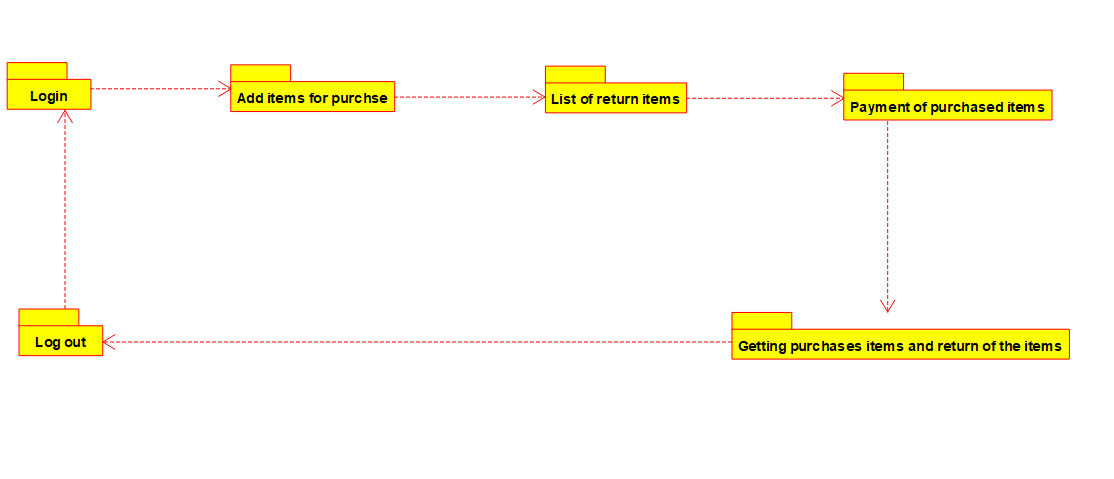 Login
Add items for purchse
List of return items
Payment of purchased items
Log out
Getting purchases items and return of the items